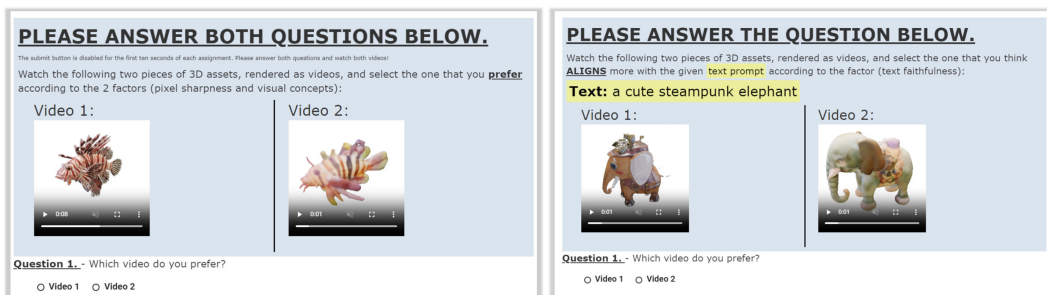 PLEASE ANSWER BOTH QUESTIONS BELOW.
The submit button is disabled for the first ten seconds of each assignment. Please answer both questions and watch both videos!
Watch the following two pieces of 3D assets, rendered as videos, and select the one that you prefer
according to the 2 factors (pixel sharpness and visual concepts):
Video 1:
Video 2:
0:08
0:01
Question 1. - Which video do you prefer?
Video 1 Video 2
PLEASE ANSWER THE QUESTION BELOW.
Watch the following two pieces of 3D assets, rendered as videos, and select the one that you think
ALIGNS more with the given text prompt according to the factor (text faithfulness):
Text: a cute steampunk elephant
Video 1:
Video 2:
0:01
0:01
Question 1. - Which video do you prefer?
Video 1 Video 2